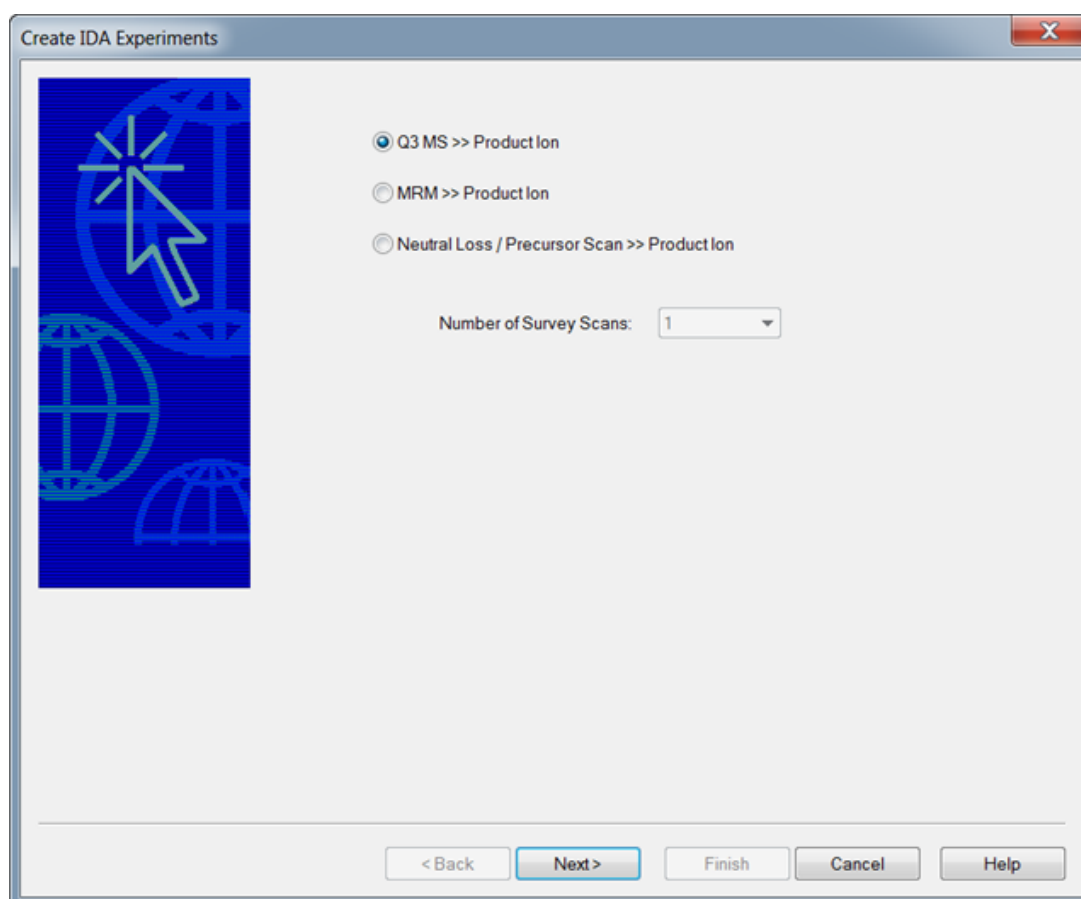 Create IDA Experiments
Q3 MS >> Product Ion
MRM >> Product Ion
Neutral Loss / Precursor Scan >> Product Ion
Number of Survey Scans: 1
< Back Next > Finish Cancel Help